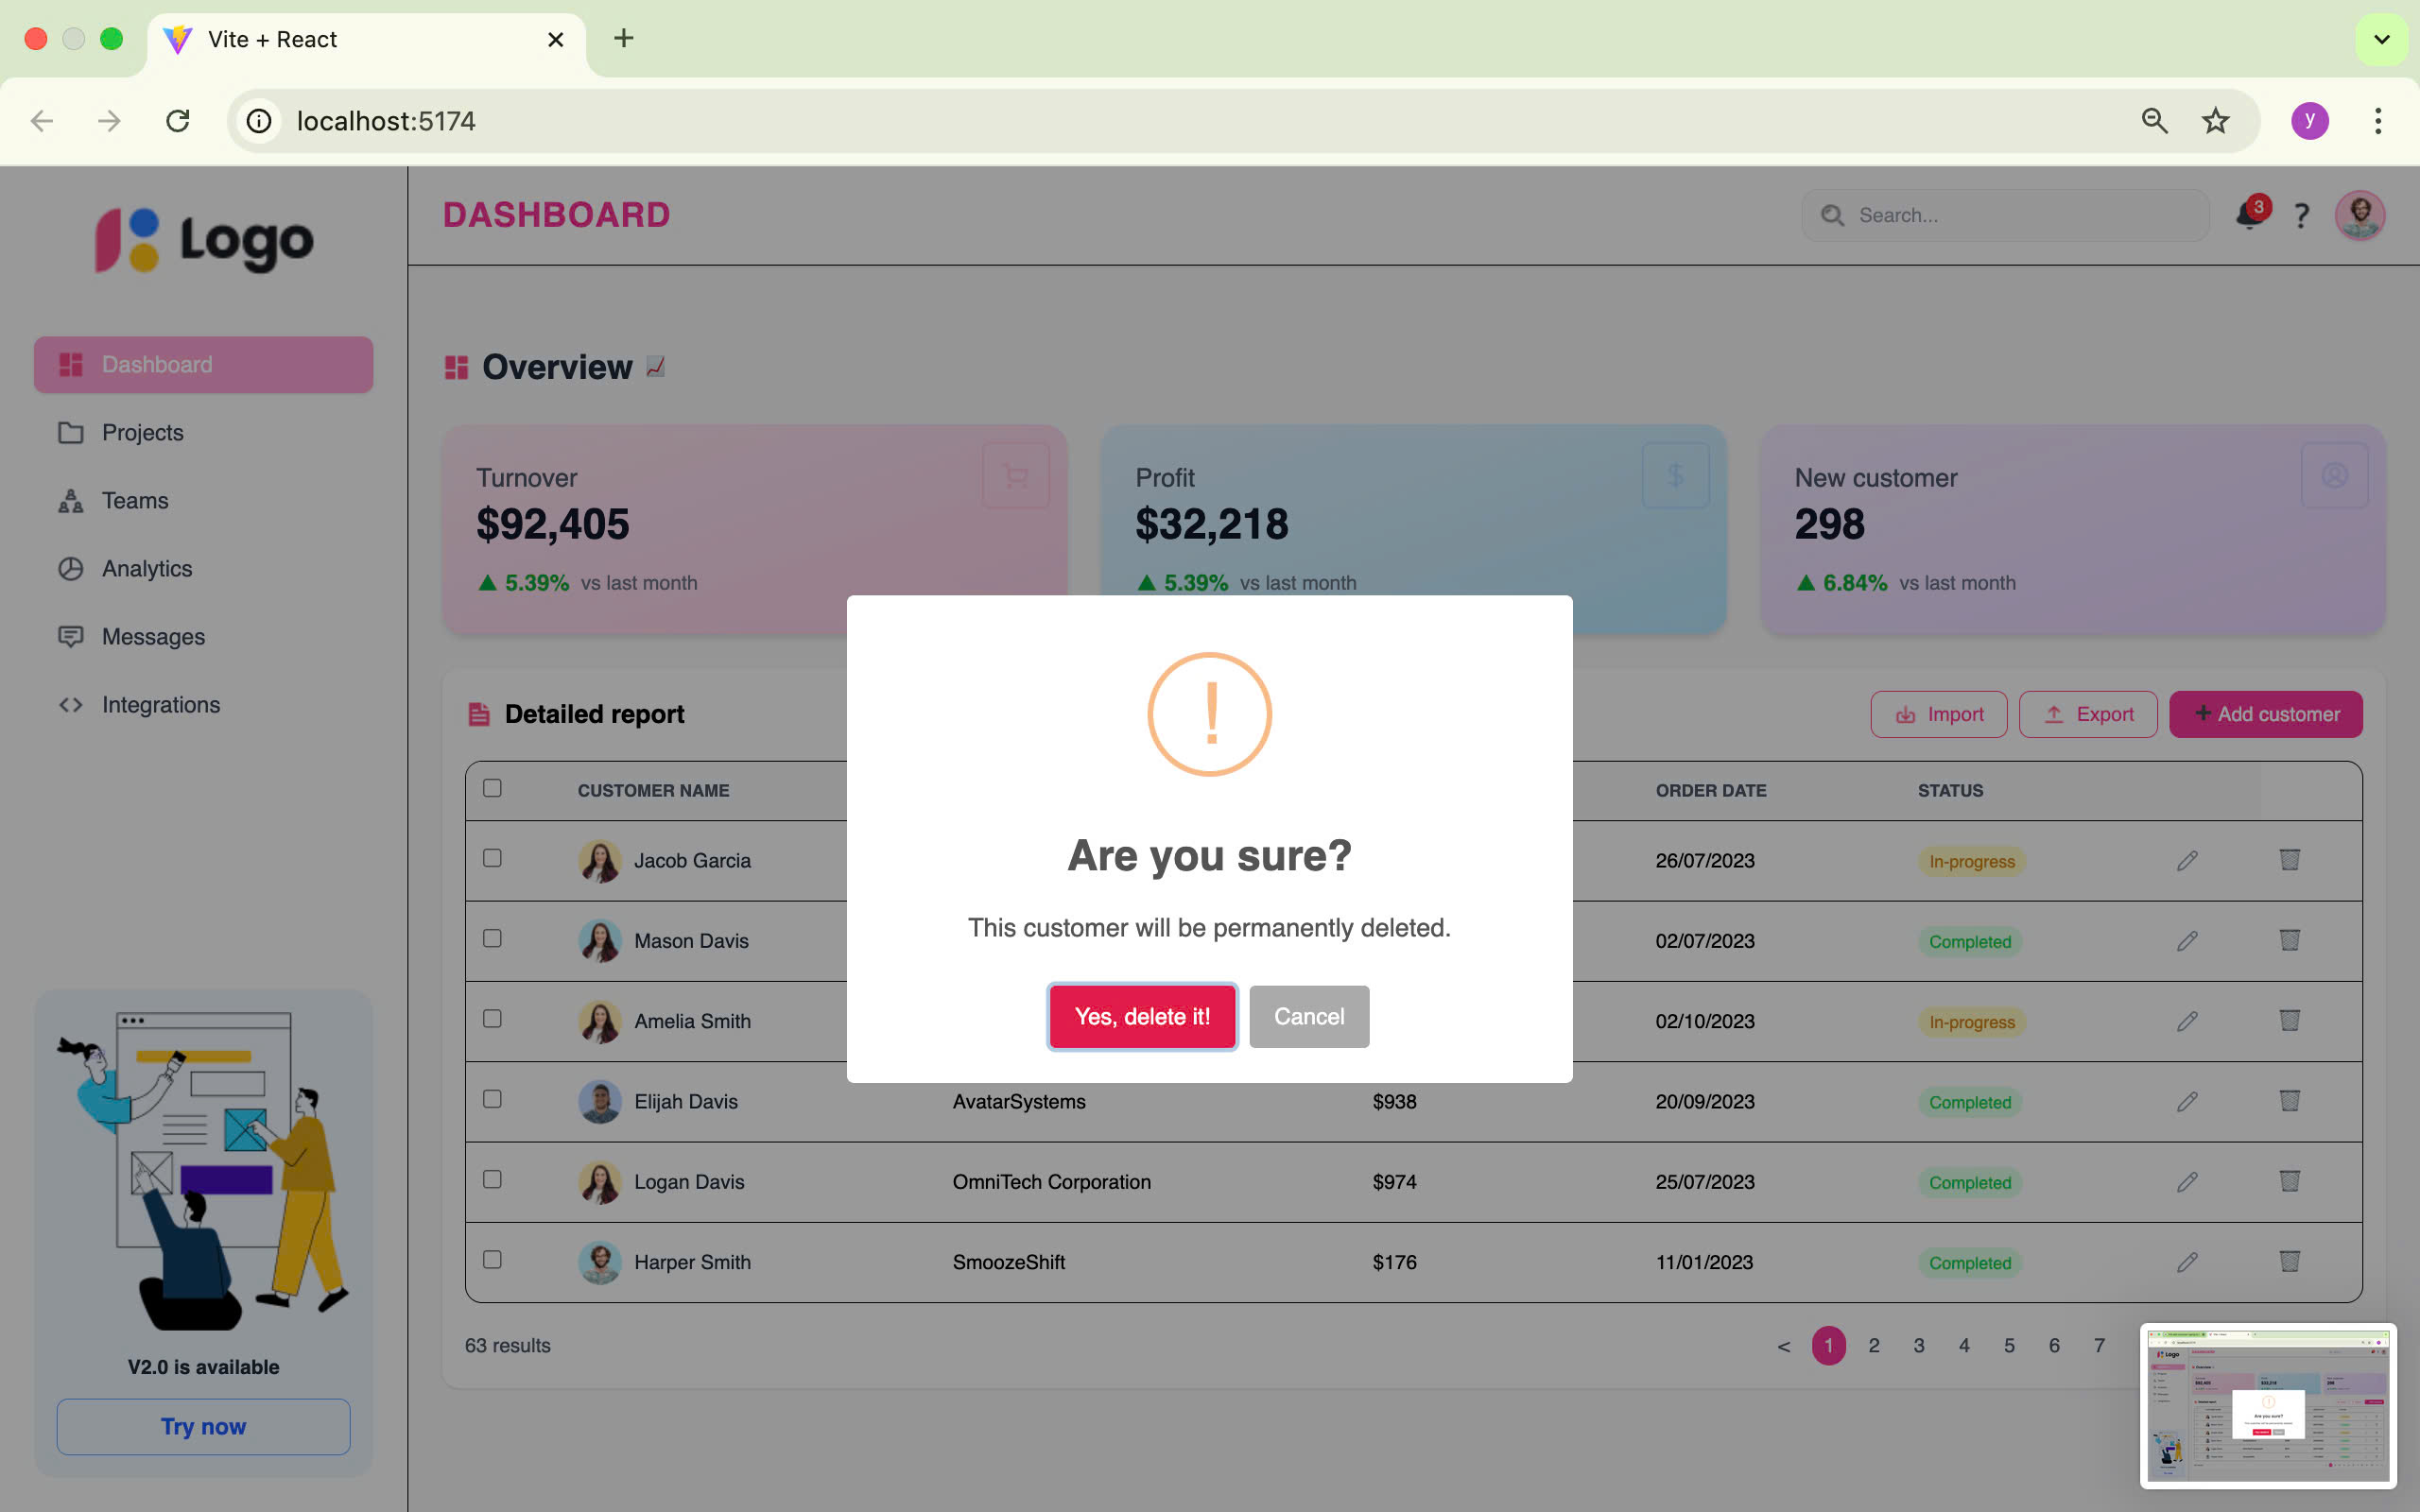 Vite + React
localhost:5174
y
Logo
DASHBOARD
Search...
3
?
Dashboard
Projects
Teams
Analytics
Messages
Integrations
Overview
Turnover
$92,405
5.39% vs last month
Profit
$32,218
5.39% vs last month
New customer
298
6.84% vs last month
Detailed report
Import
Export
Add customer
CUSTOMER NAME ORDER DATE STATUS
Jacob Garcia 26/07/2023 In-progress
Mason Davis 02/07/2023 Completed
Amelia Smith 02/10/2023 In-progress
Elijah Davis AvatarSystems $938 20/09/2023 Completed
Logan Davis OmniTech Corporation $974 25/07/2023 Completed
Harper Smith SmoozeShift $176 11/01/2023 Completed
63 results
< 1 2 3 4 5 6 7
Are you sure?
This customer will be permanently deleted.
Yes, delete it!
Cancel
V2.0 is available
Try now